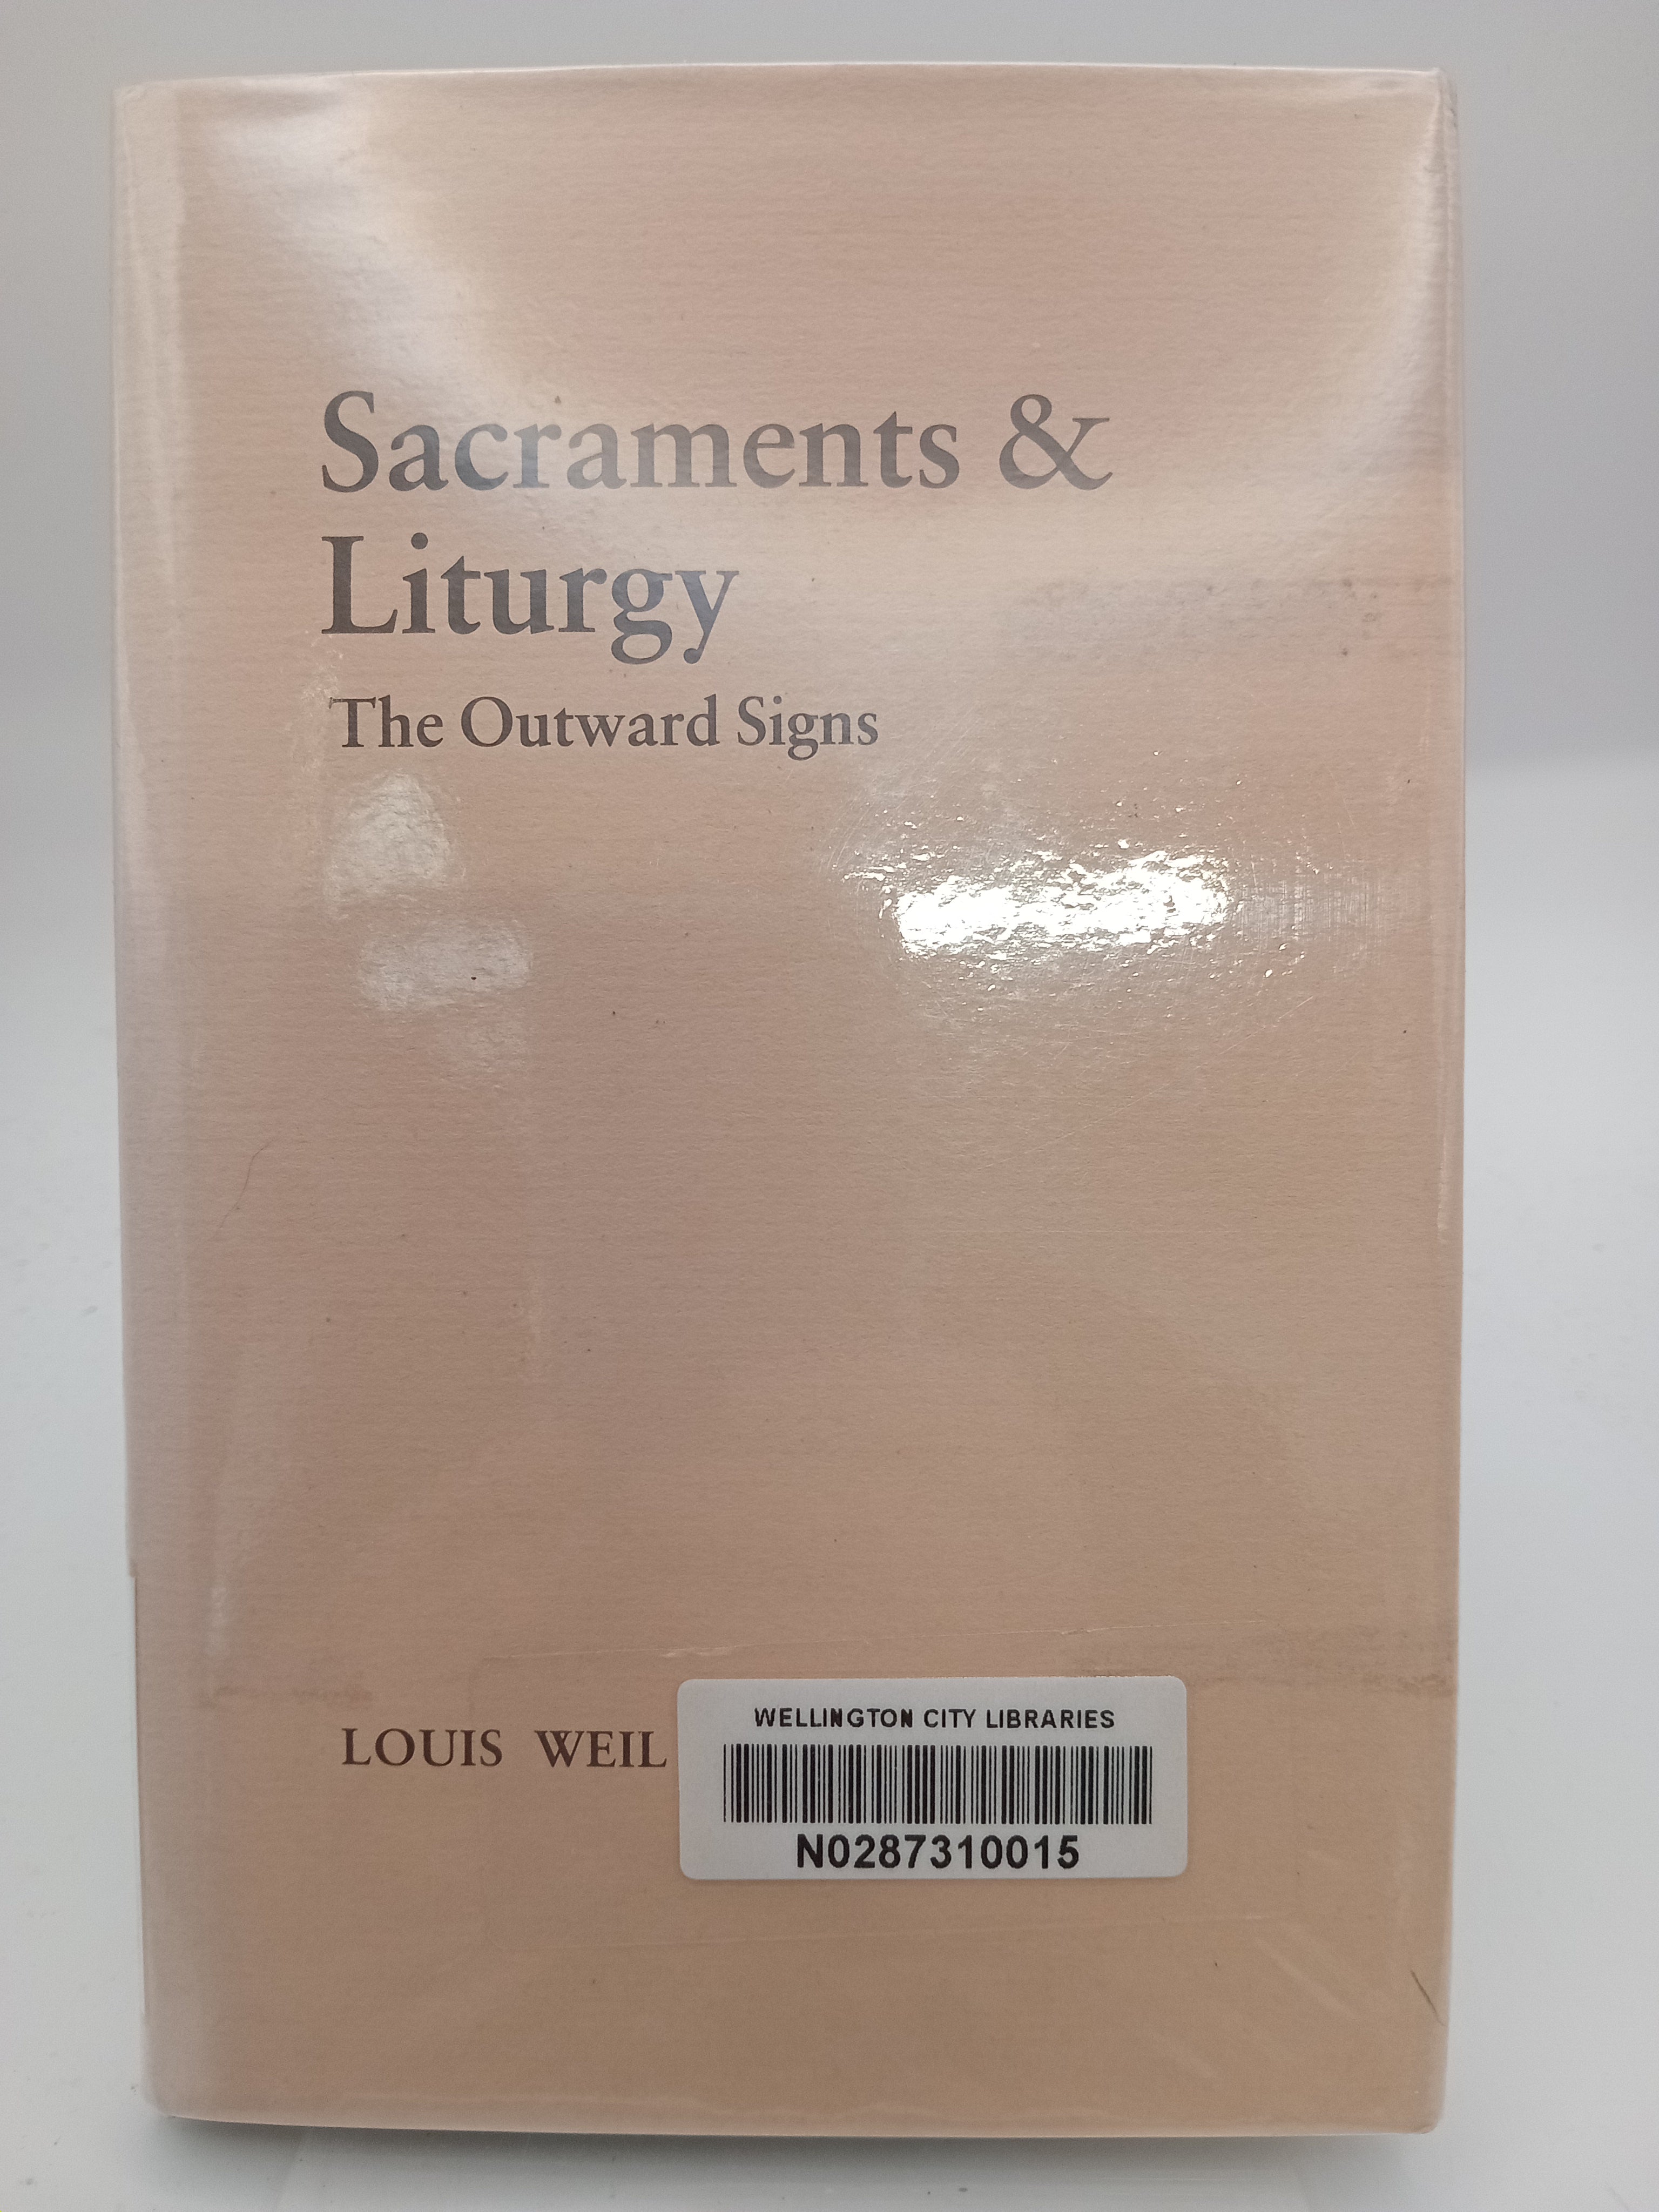 Sacraments &
Liturgy
The Outward Signs
LOUIS WEIL
WELLINGTON CITY LIBRARIES
N0287310015